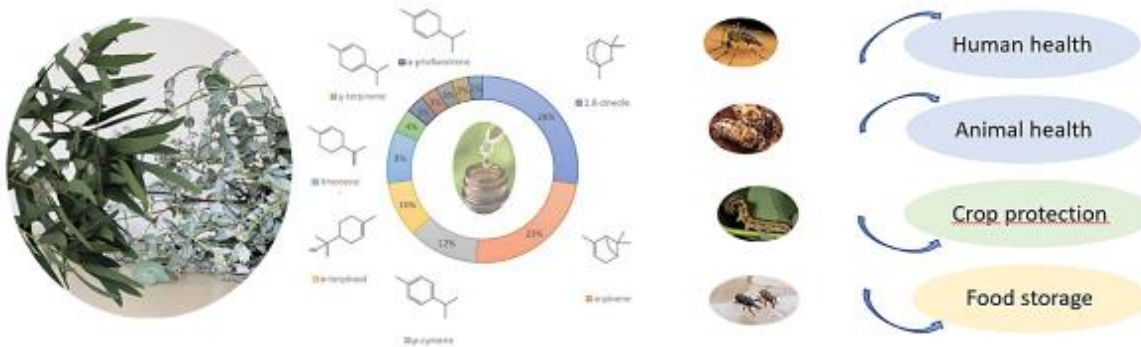 α-phellandrene
γ-terpinene
1,8-cineole
28%
4%
8%
limonene
10%
23%
12%
α-terpineol
α-pinene
p-cymene
Human health
Animal health
Crop protection
Food storage